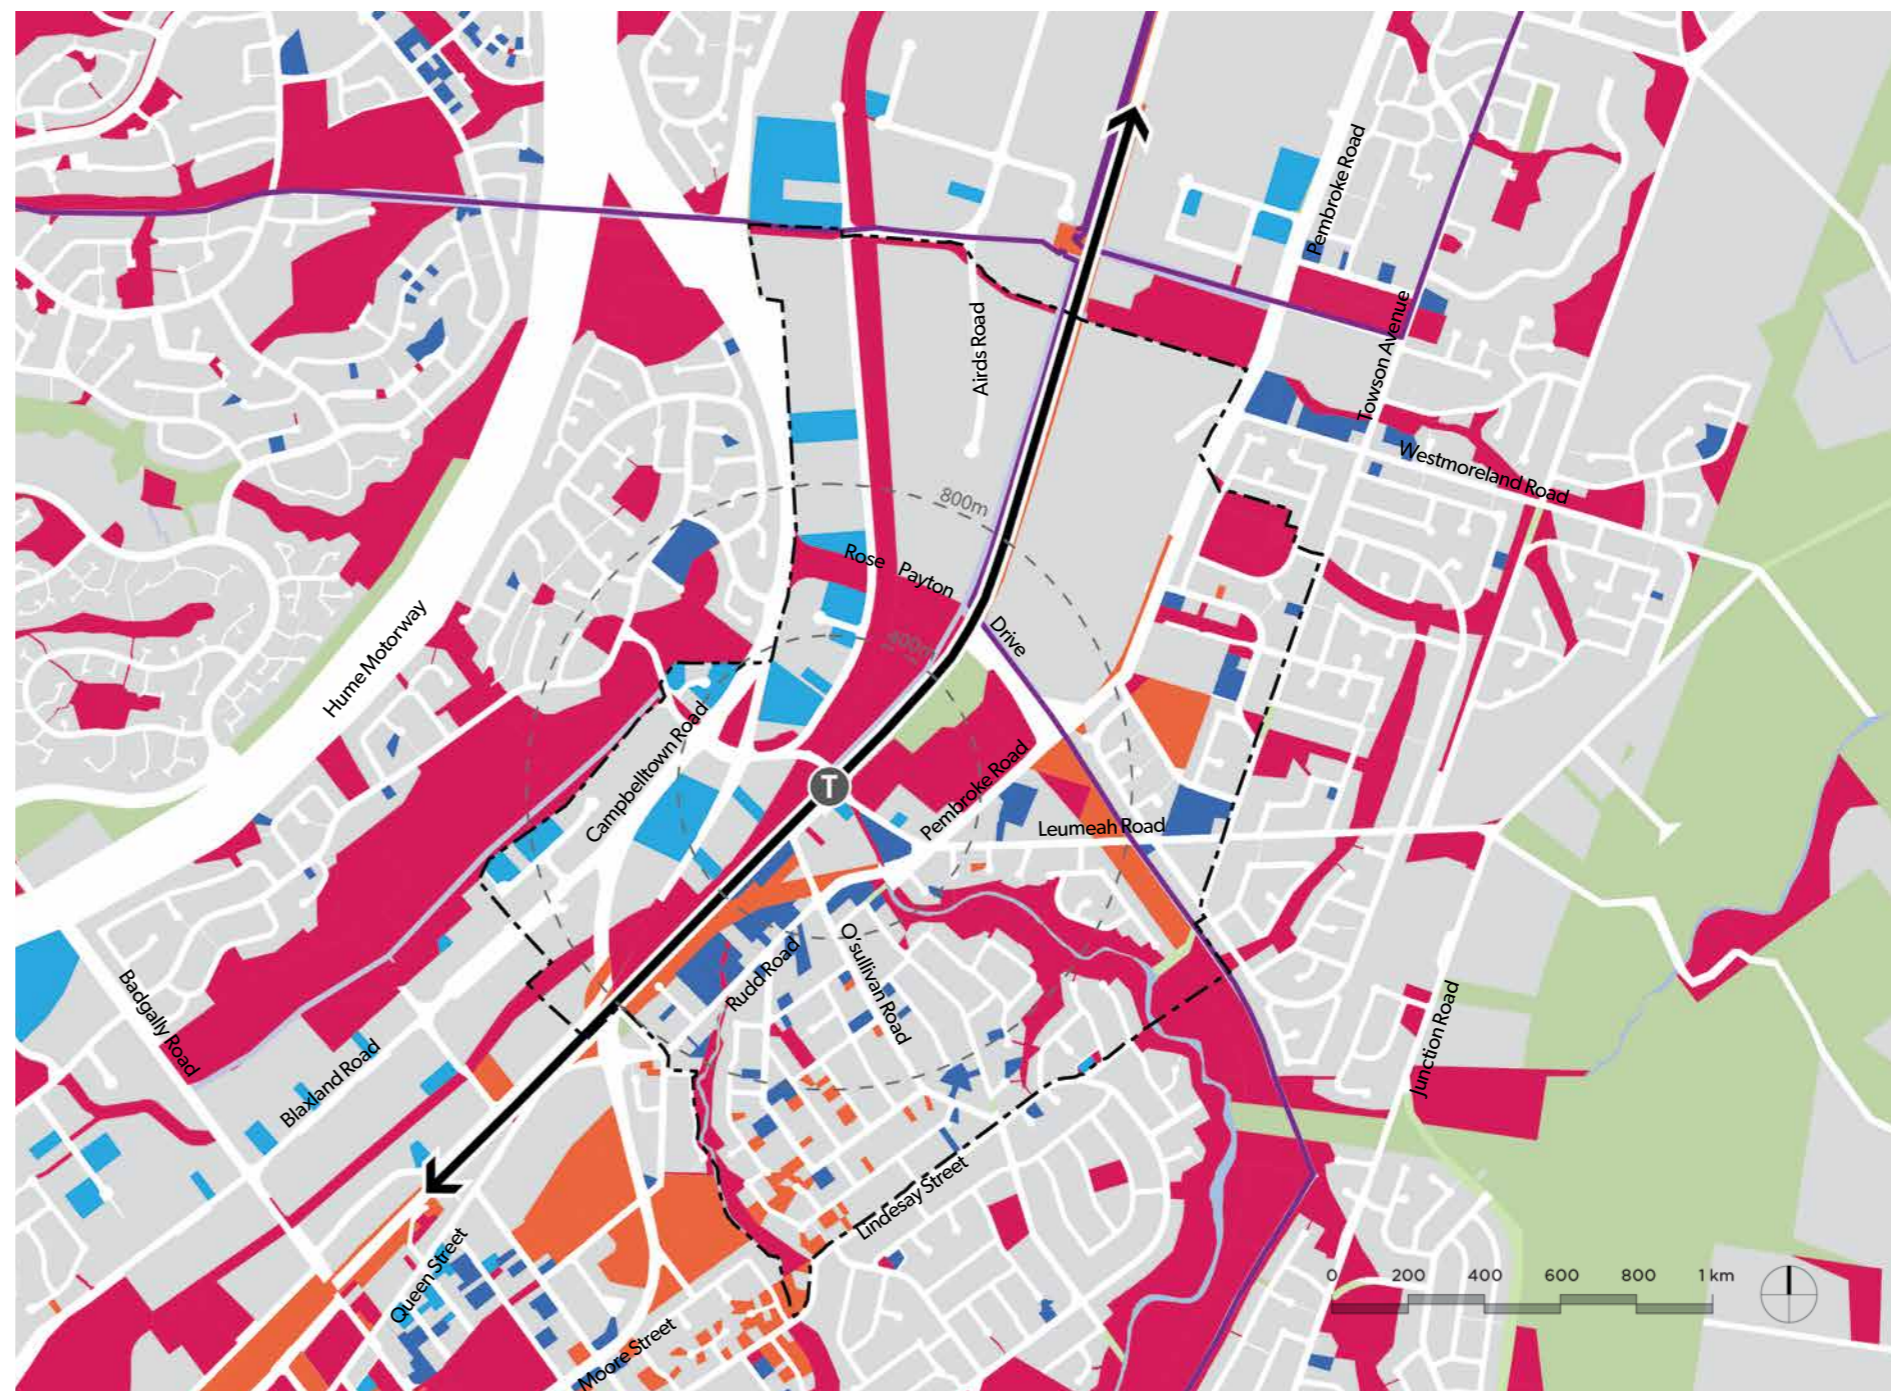 Pembroke Road
Airds Road
Towson Avenue
Westmoreland Road
800m
Rose Payton
Drive
400m
Hume Motorway
Campbelltown Road
T
Pembroke Road
Leumeah Road
Rudd Road
O'sullivan Road
Badgally Road
Blaxland Road
Junction Road
Lindesay Street
Queen Street
Moore Street
0 200 400 600 800 1 km